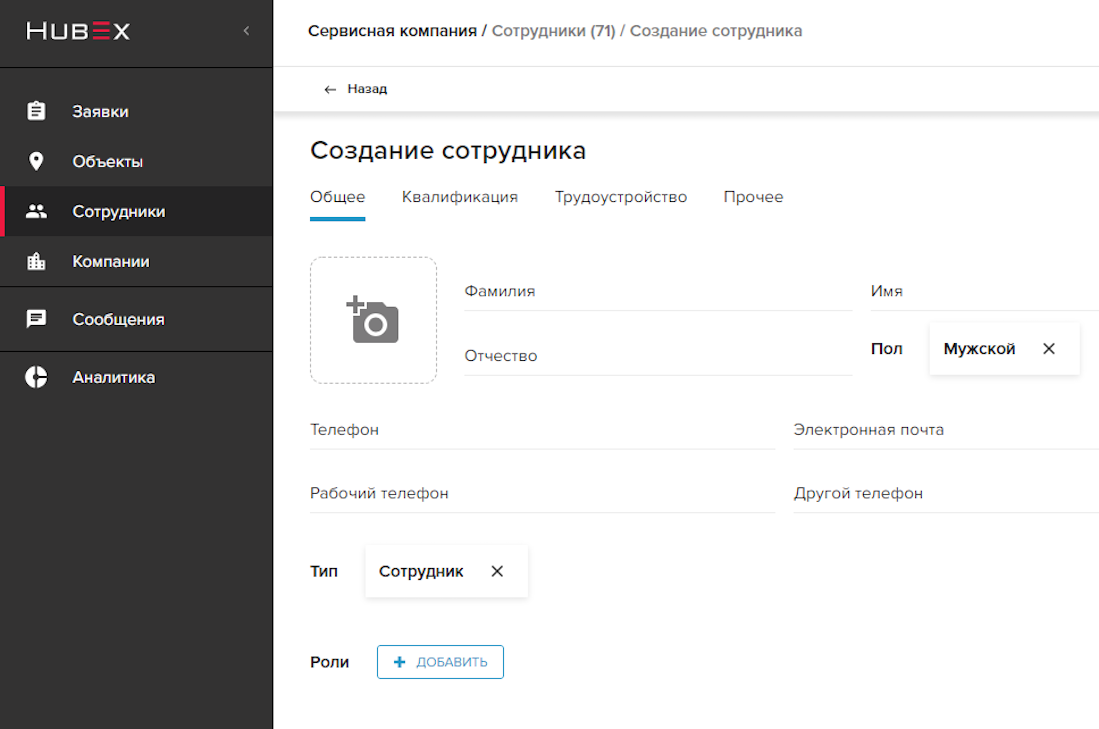 HUBEX
Сервисная компания / Сотрудники (71) / Создание сотрудника
Назад
Заявки
Объекты
Сотрудники
Компании
Сообщения
Аналитика
Создание сотрудника
Общее Квалификация Трудоустройство Прочее
Фамилия Имя
Отчество Пол Мужской
Телефон Электронная почта
Рабочий телефон Другой телефон
Тип Сотрудник
Роли + ДОБАВИТЬ